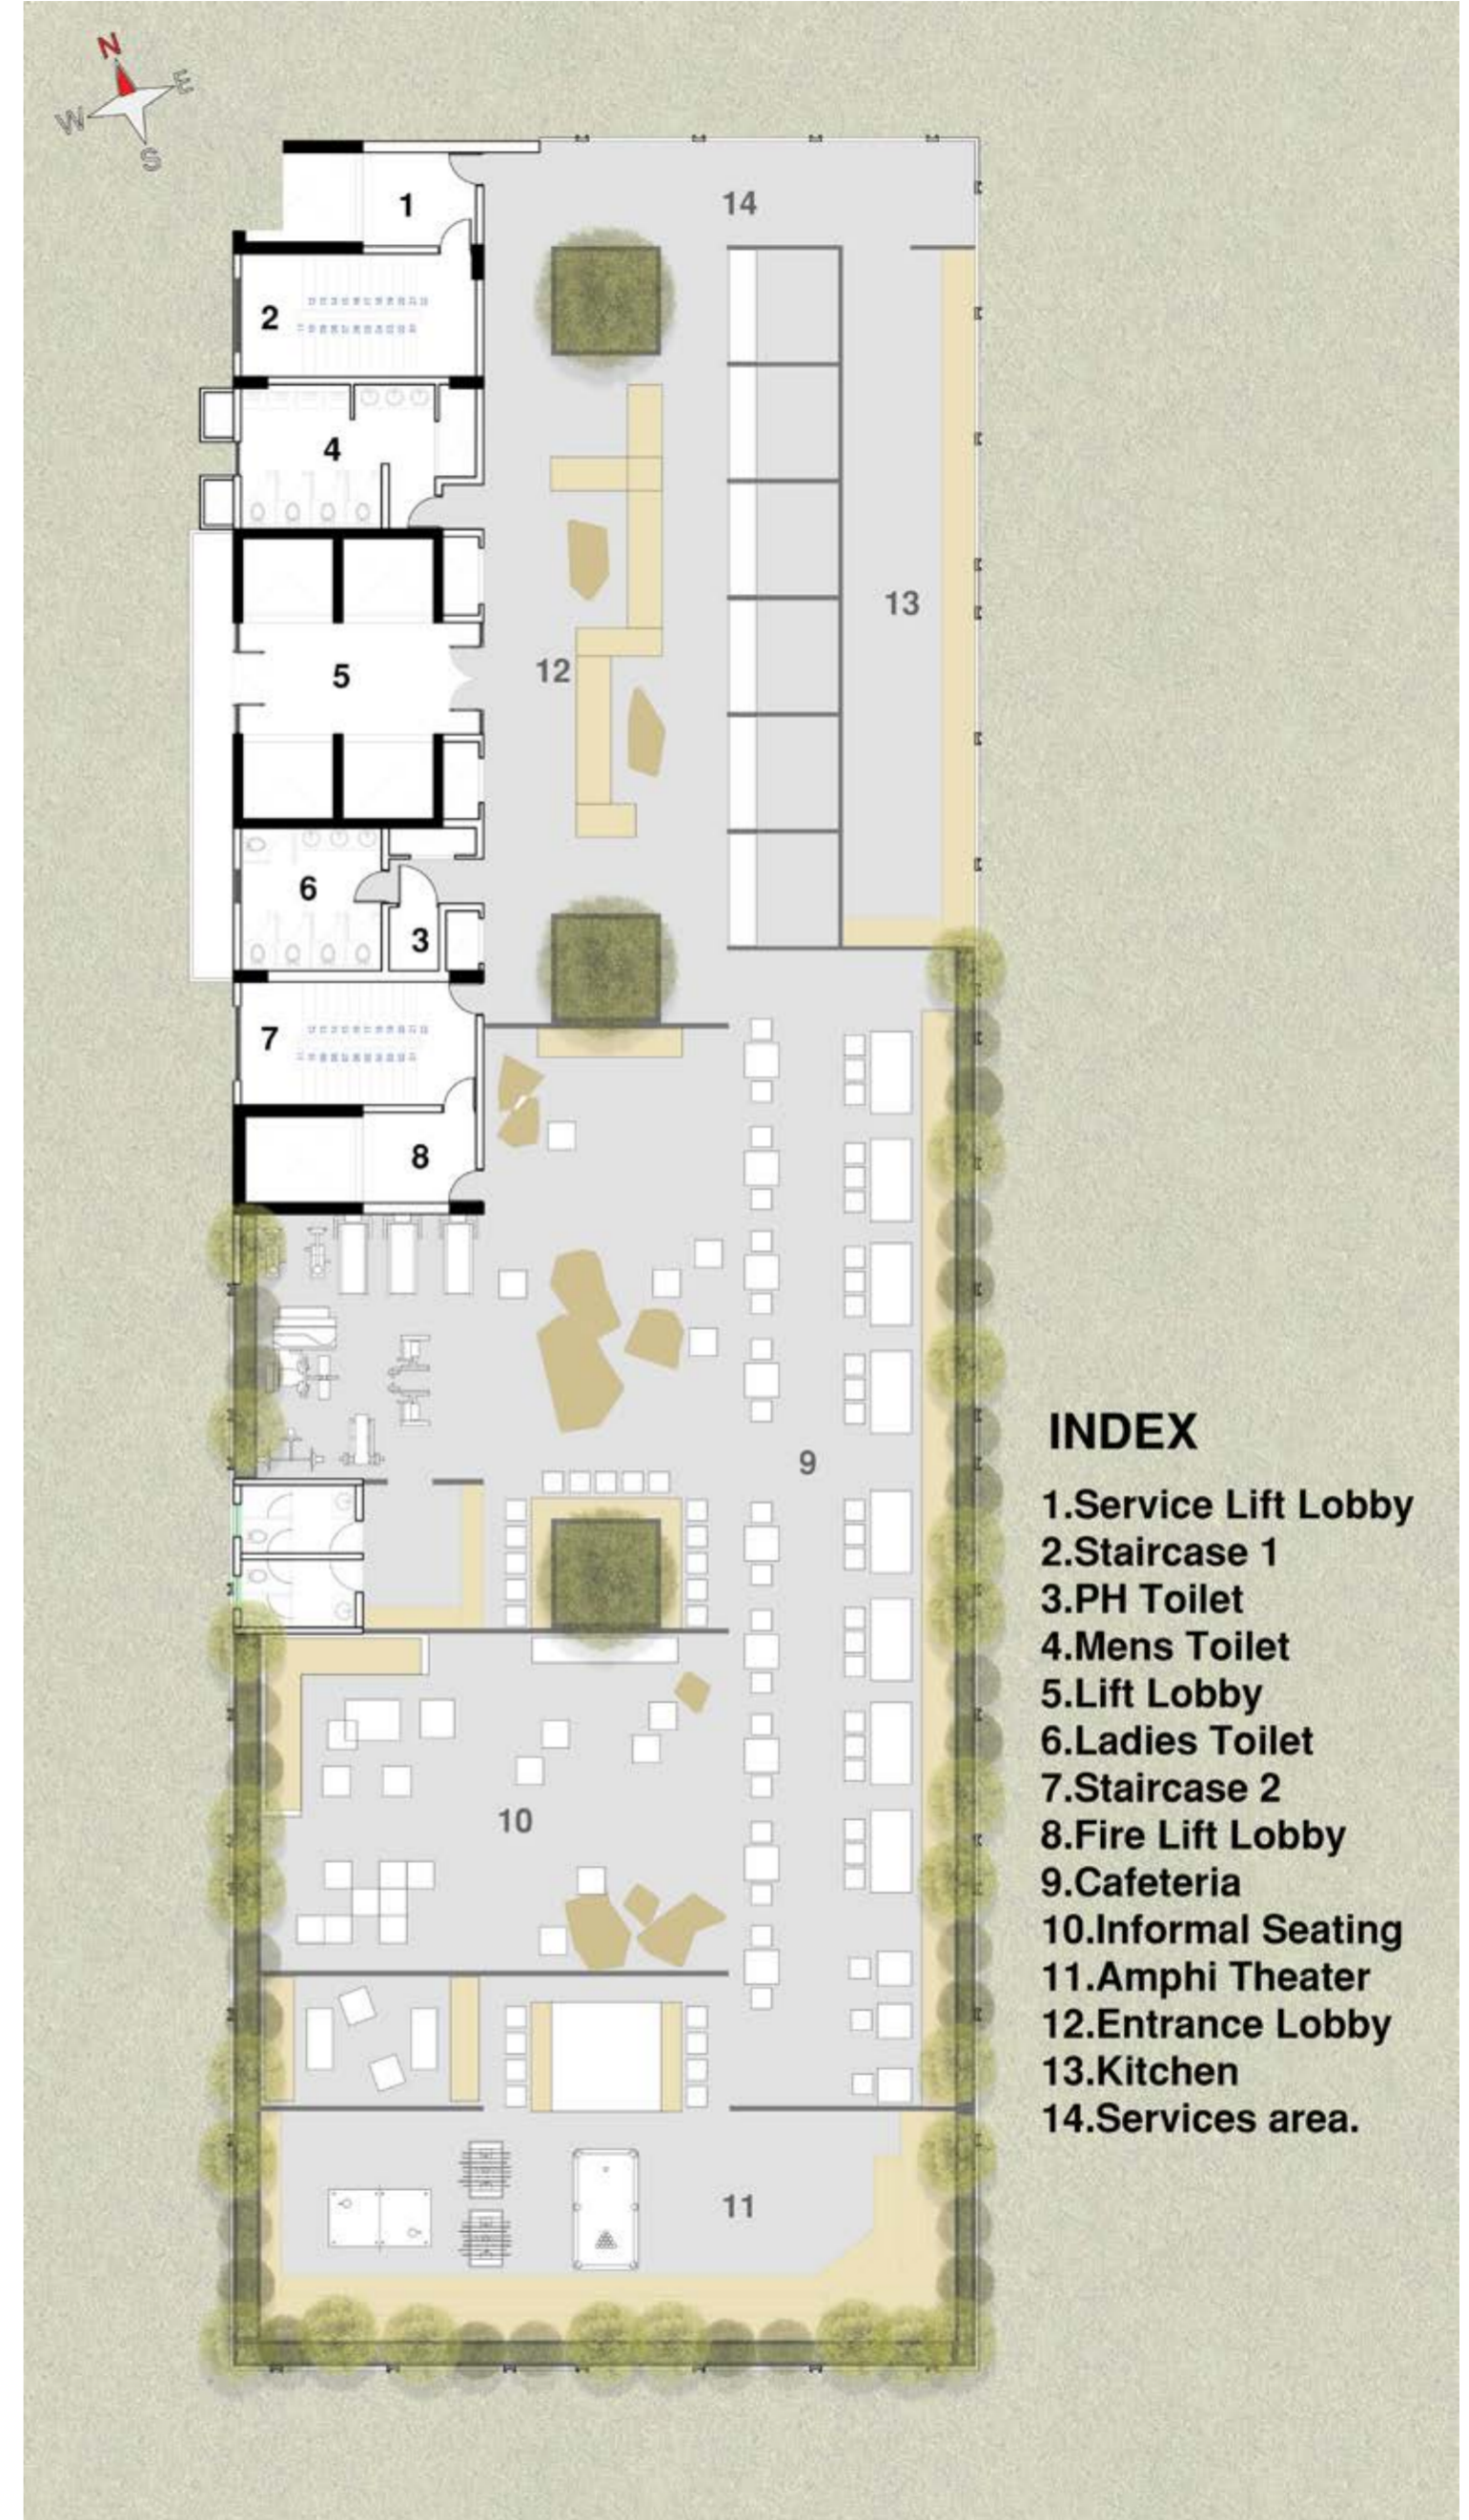 N
E
W
S
1
14
2
4
13
12
5
6
3
7
8
9
10
11
INDEX
1.Service Lift Lobby
2.Staircase 1
3.PH Toilet
4.Mens Toilet
5.Lift Lobby
6.Ladies Toilet
7.Staircase 2
8.Fire Lift Lobby
9.Cafeteria
10.Informal Seating
11.Amphi Theater
12.Entrance Lobby
13.Kitchen
14.Services area.